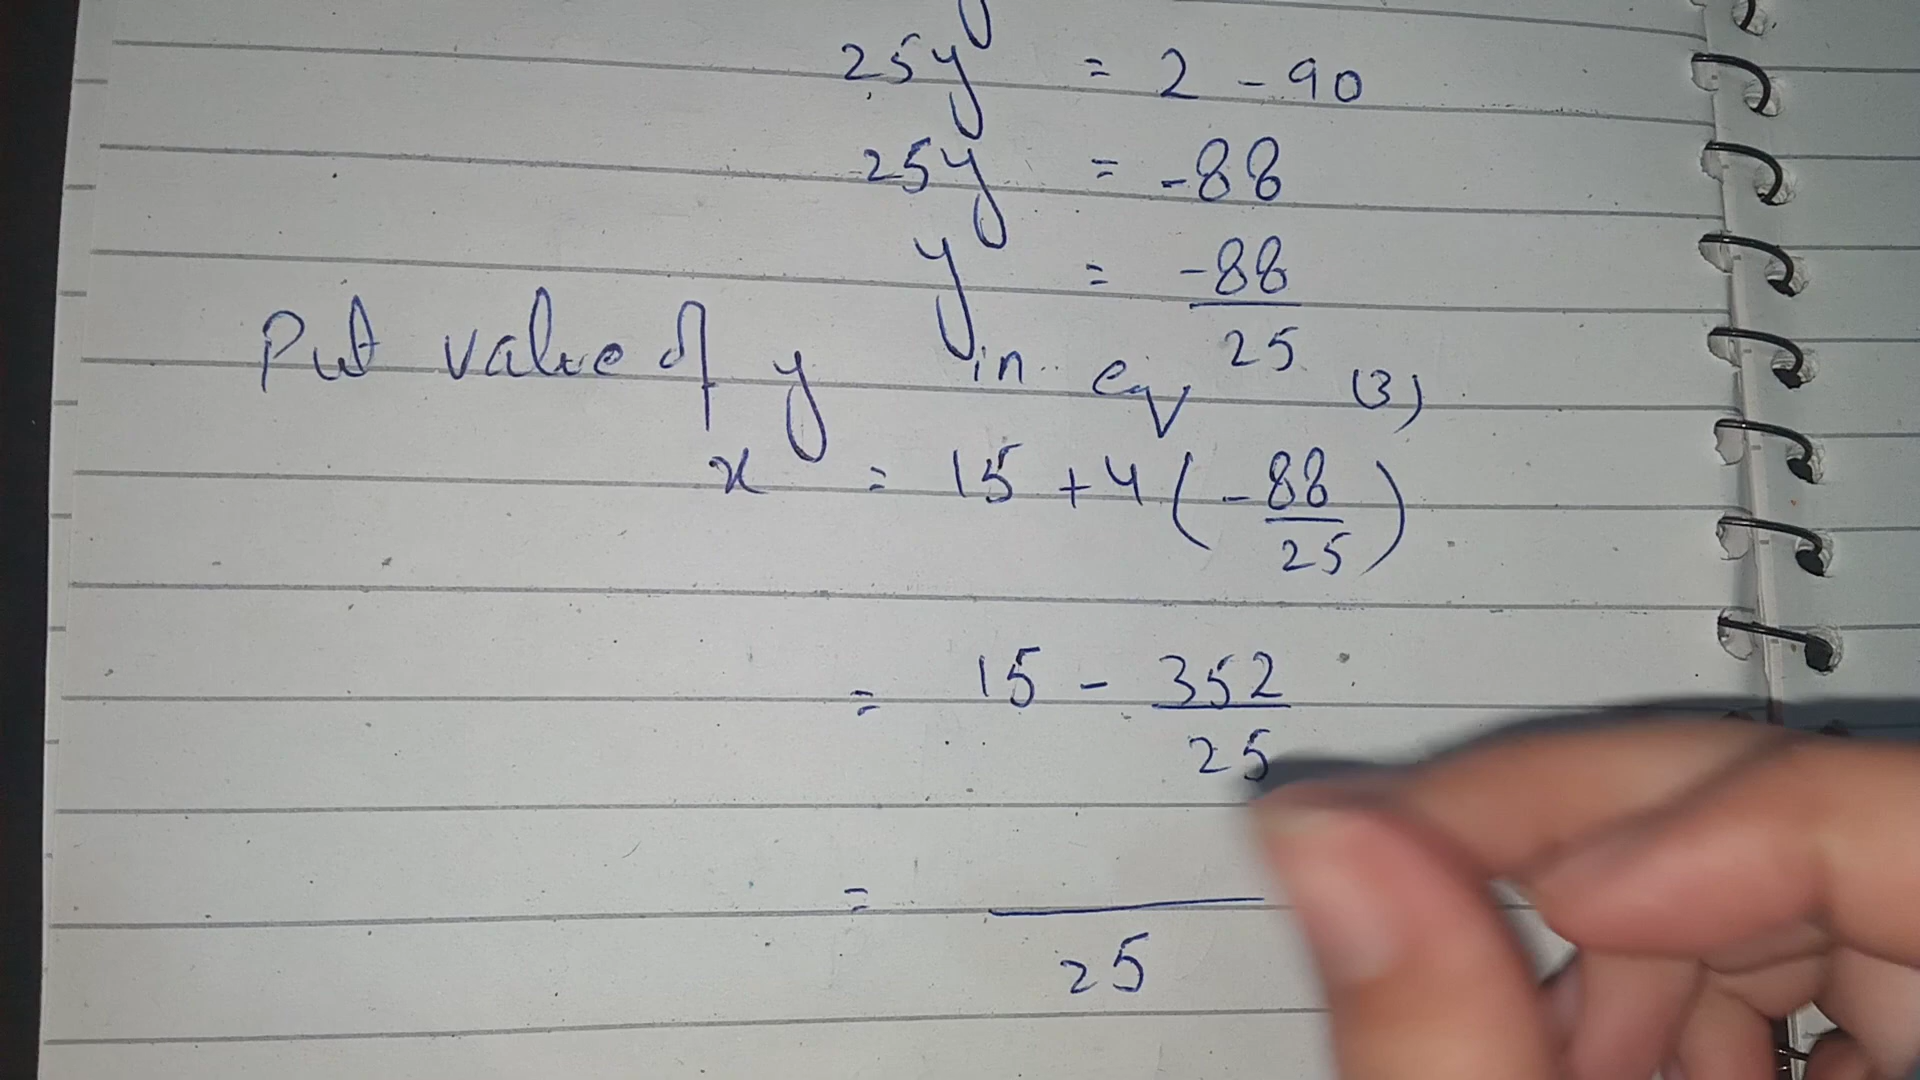 25y = 2 - 90
25y = -88
y = -88/25
Put value of y in eq (3)
x = 15 + 4(-88/25)
= 15 - 352/25
= /25